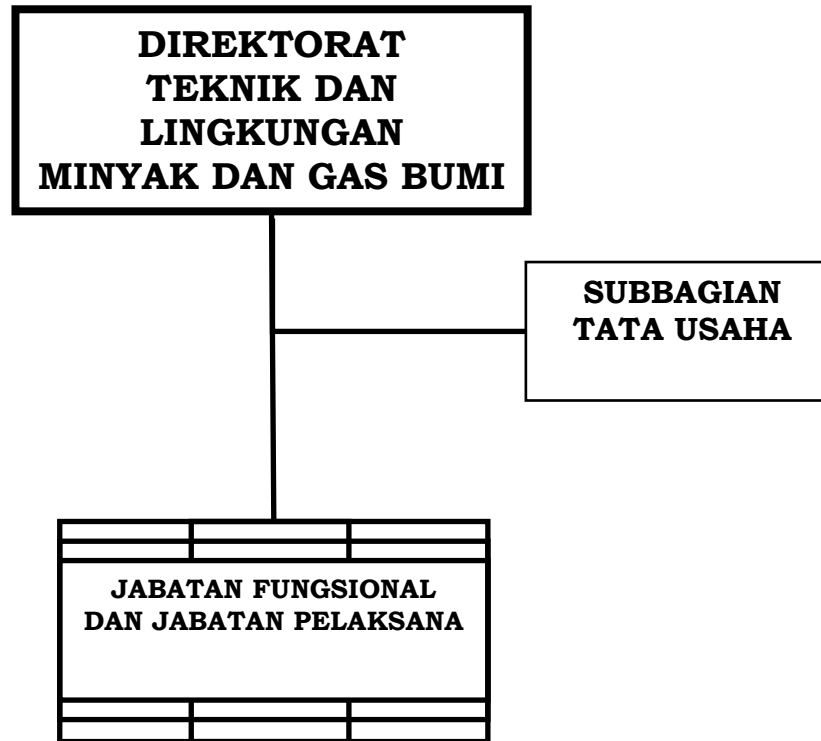 DIREKTORAT
TEKNIK DAN
LINGKUNGAN
MINYAK DAN GAS BUMI
SUBBAGIAN
TATA USAHA
JABATAN FUNGSIONAL
DAN JABATAN PELAKSANA